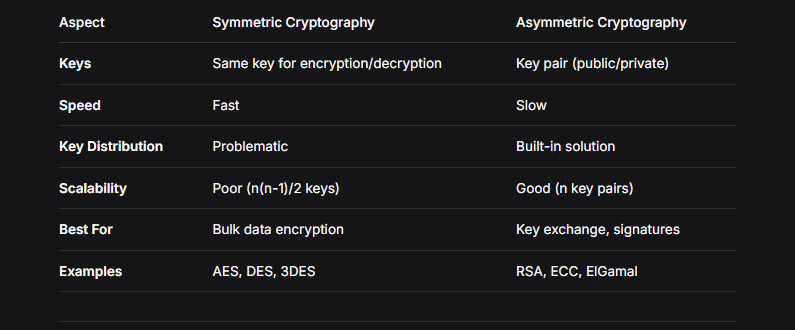 Aspect Symmetric Cryptography Asymmetric Cryptography
Keys Same key for encryption/decryption Key pair (public/private)
Speed Fast Slow
Key Distribution Problematic Built-in solution
Scalability Poor (n(n-1)/2 keys) Good (n key pairs)
Best For Bulk data encryption Key exchange, signatures
Examples AES, DES, 3DES RSA, ECC, ElGamal